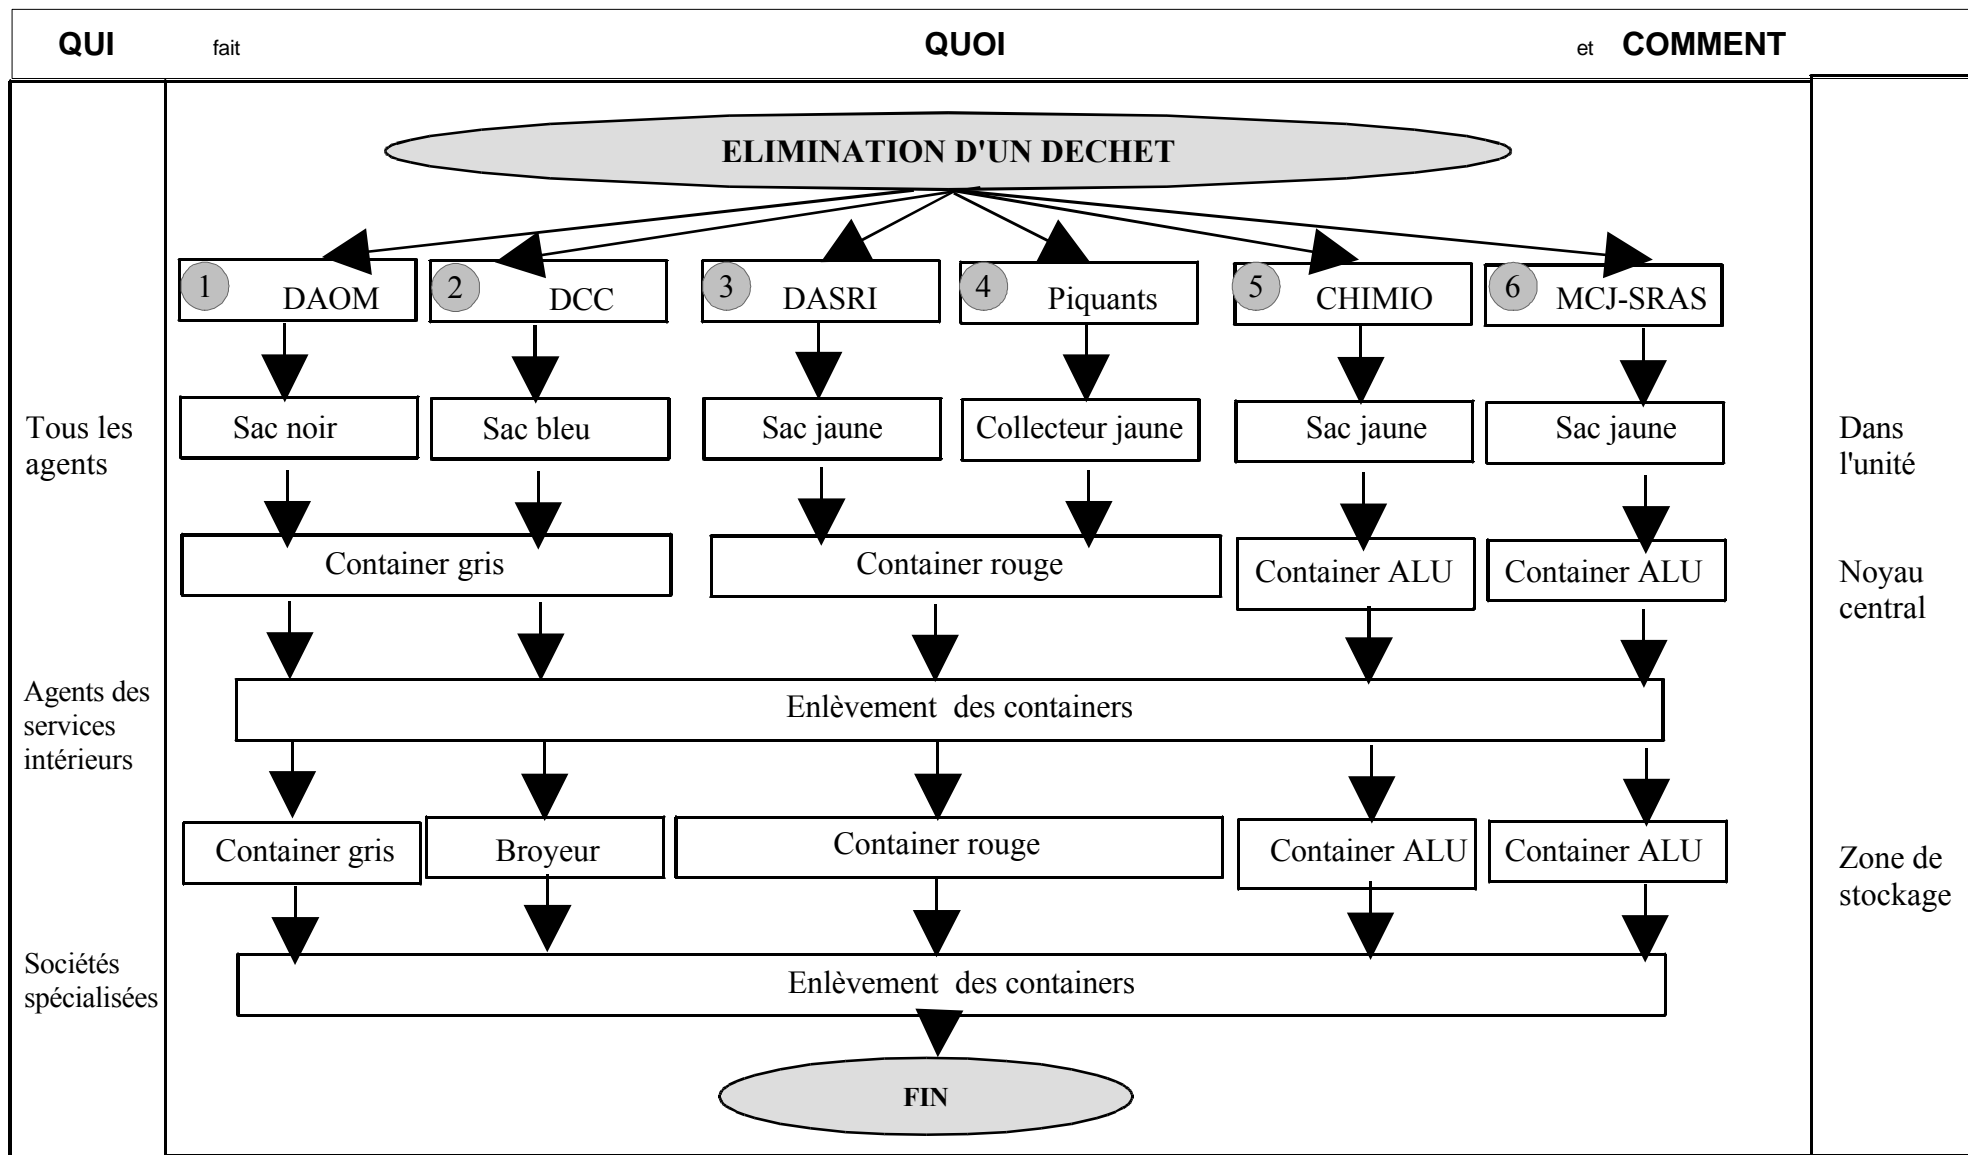 QUI fait QUOI et COMMENT
ELIMINATION D'UN DECHET
1 DAOM
2 DCC
3 DASRI
4 Piquants
5 CHIMIO
6 MCJ-SRAS
Tous les
agents
Sac noir
Sac bleu
Sac jaune
Collecteur jaune
Sac jaune
Sac jaune
Dans
l'unité
Container gris
Container rouge
Container ALU
Container ALU
Noyau
central
Agents des
services
intérieurs
Enlèvement des containers
Container gris
Broyeur
Container rouge
Container ALU
Container ALU
Zone de
stockage
Sociétés
spécialisées
Enlèvement des containers
FIN